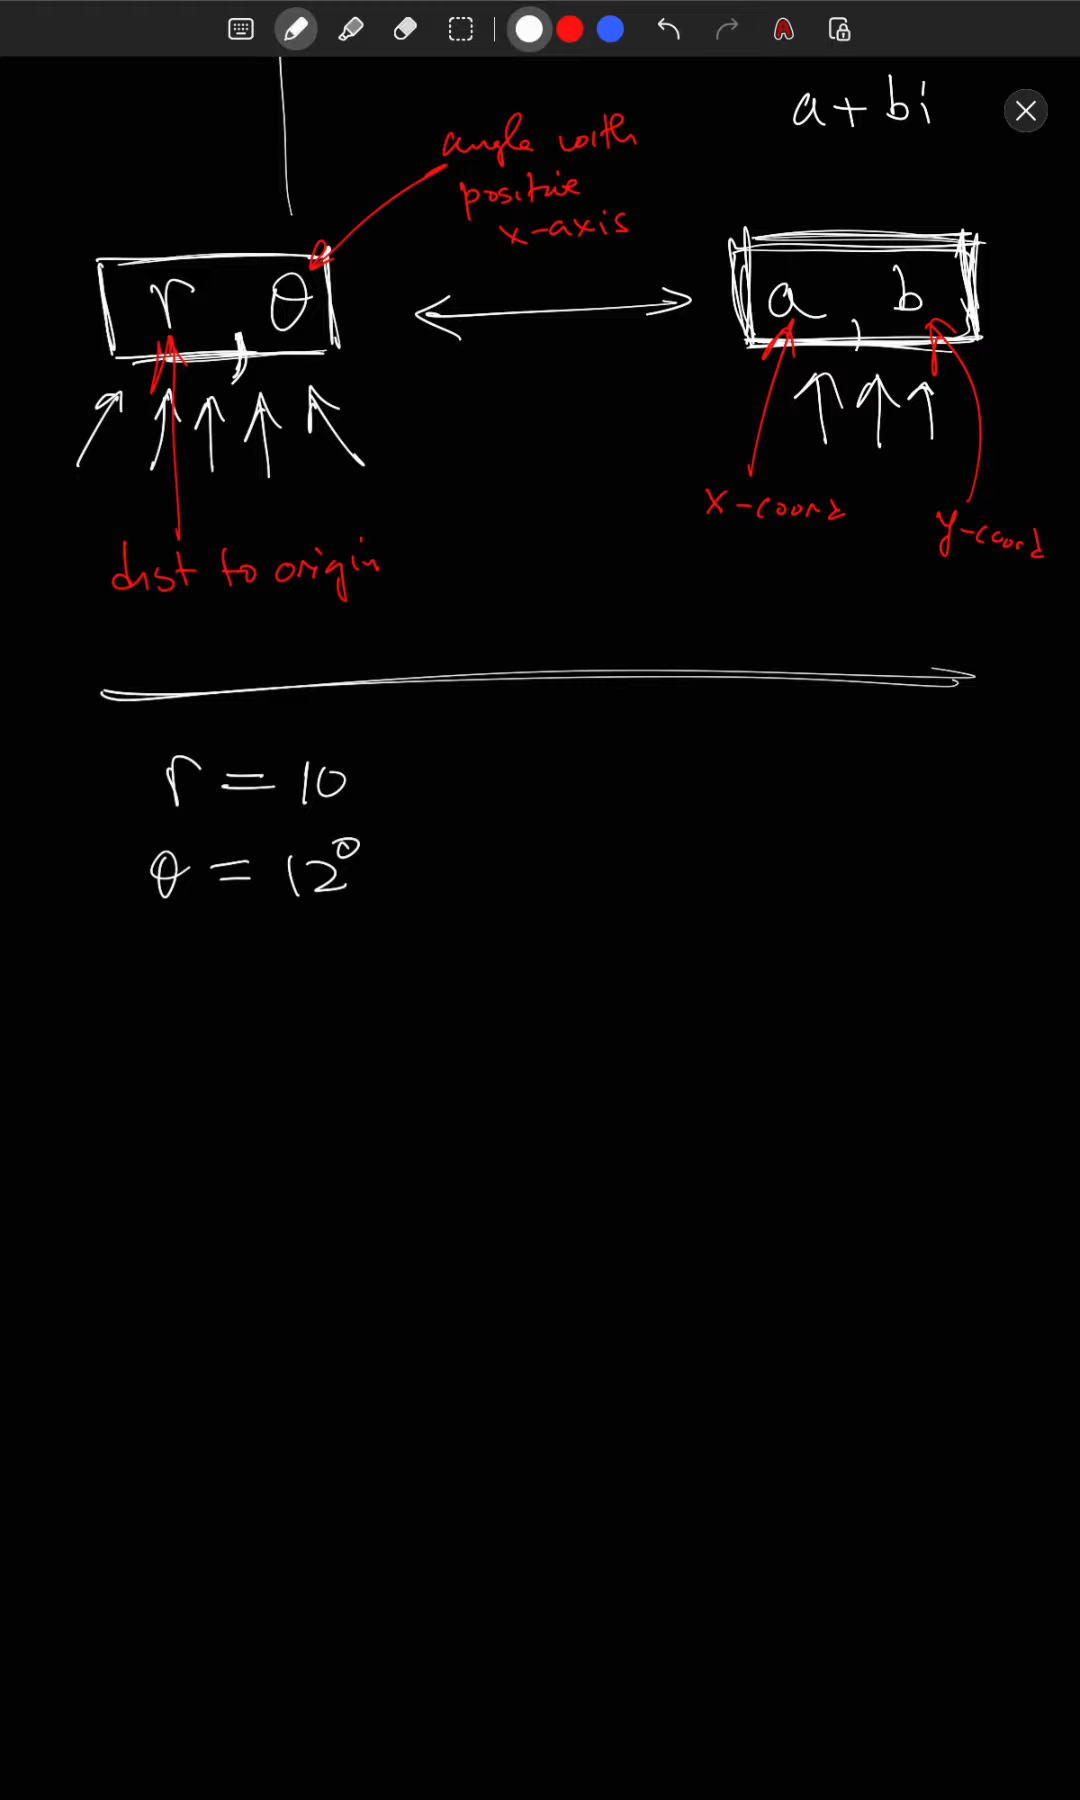 a + bi
angle with
positive
x-axis
r, θ
a, b
x-coord
y-coord
dist to origin
r = 10
θ = 12°